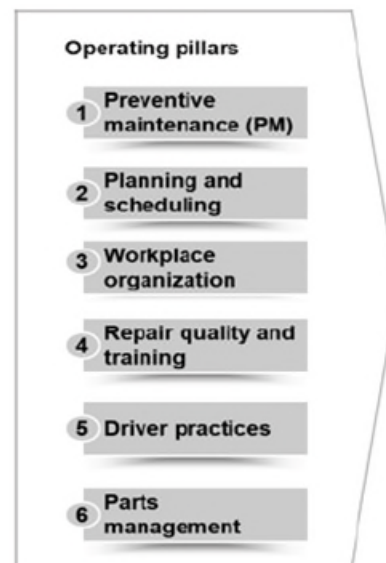 Operating pillars
1 Preventive
maintenance (PM)
2 Planning and
scheduling
3 Workplace
organization
4 Repair quality and
training
5 Driver practices
6 Parts
management